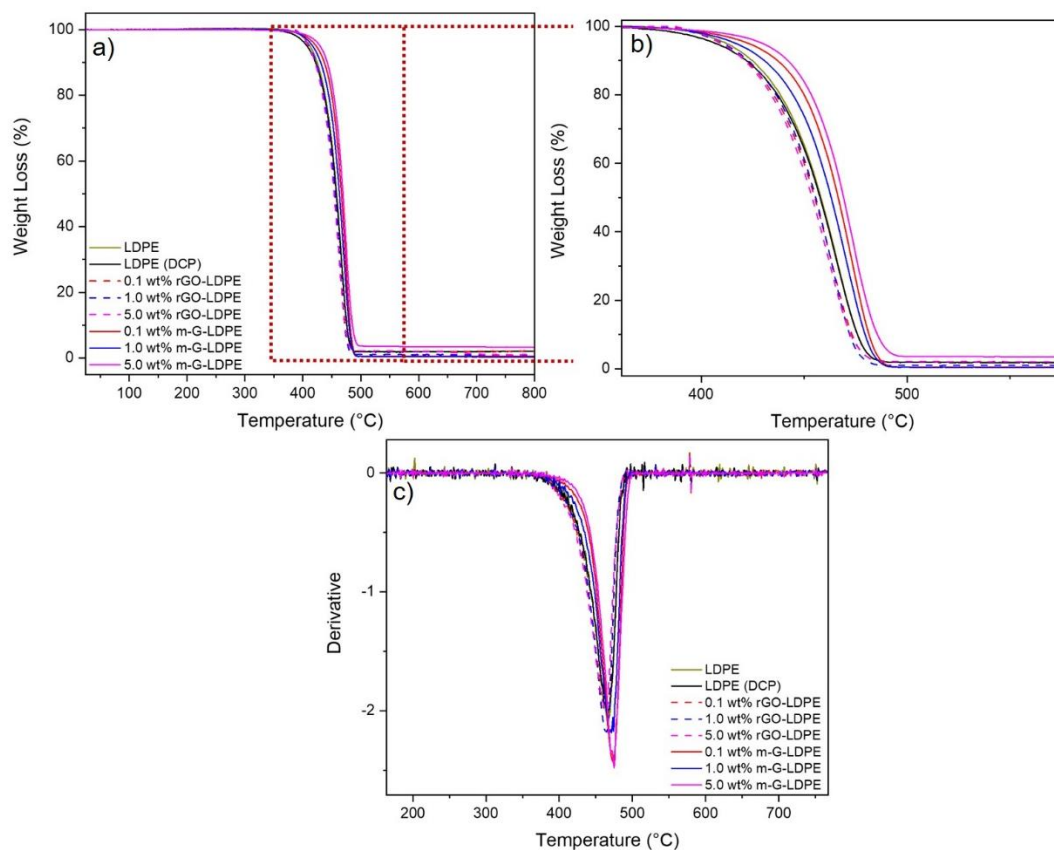 a)
100
80
60
40
20
0
Weight Loss (%)
LDPE
LDPE (DCP)
0.1 wt% rGO-LDPE
1.0 wt% rGO-LDPE
5.0 wt% rGO-LDPE
0.1 wt% m-G-LDPE
1.0 wt% m-G-LDPE
5.0 wt% m-G-LDPE
100 200 300 400 500 600 700 800
Temperature (°C)
b)
100
80
60
40
20
0
Weight Loss (%)
400 500
Temperature (°C)
c)
0
-1
-2
Derivative
LDPE
LDPE (DCP)
0.1 wt% rGO-LDPE
1.0 wt% rGO-LDPE
5.0 wt% rGO-LDPE
0.1 wt% m-G-LDPE
1.0 wt% m-G-LDPE
5.0 wt% m-G-LDPE
200 300 400 500 600 700
Temperature (°C)